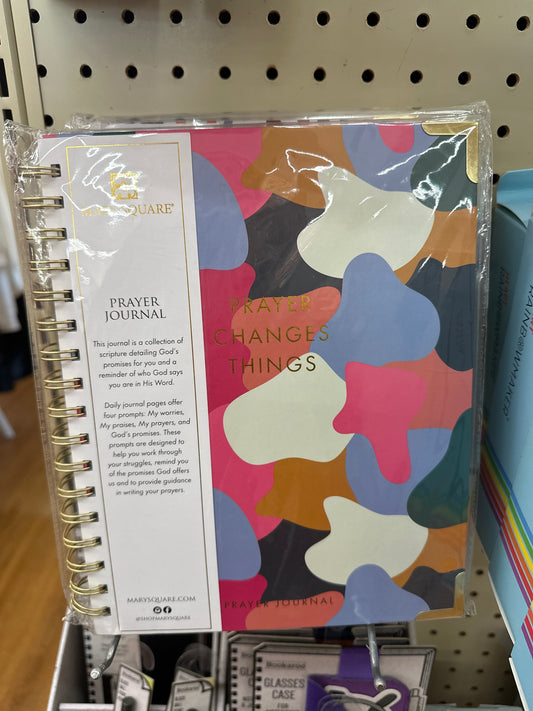 SQUARE®
PRAYER
JOURNAL
This journal is a collection of
scripture detailing God's
promises for you and a
reminder of who God says
you are in His Word.
Daily journal pages offer
four prompts: My worries,
My praises, My prayers, and
God's promises. These
prompts are designed to
help you work through
your struggles, remind you
of the promises God offers
us and to provide guidance
in writing your prayers.
MARYSQUARE.COM
@SHOPMARYSQUARE
PRAYER
CHANGES
THINGS
PRAYER JOURNAL
Bookaroo
GLASSES
CASE
FOR